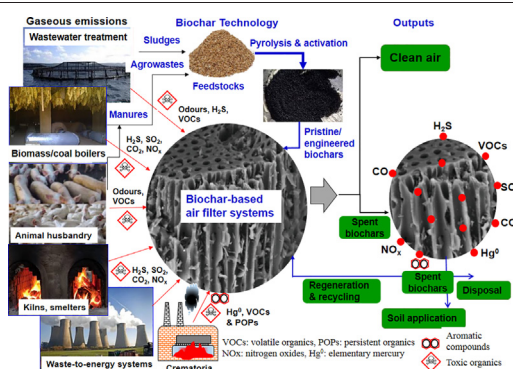 Gaseous emissions
Biochar Technology
Outputs
Wastewater treatment
Sludges
Agrowastes
Manures
Feedstocks
Pyrolysis & activation
Clean air
Odours, H₂S,
VOCs
Pristine/
engineered
biochars
Biomass/coal boilers
H₂S, SO₂,
CO₂, NOₓ
Biochar-based
air filter systems
H₂S
VOCs
CO
SO
CO
Hg⁰
NOₓ
Odours,
VOCs
Animal husbandry
Spent
biochars
H₂S, SO₂,
CO₂, NOₓ
Kilns, smelters
Regeneration
& recycling
Spent
biochars
Disposal
Soil application
Hg⁰, VOCs
& POPs
Waste-to-energy systems
Crematoria
VOCs: volatile organics, POPs: persistent organics
NOx: nitrogen oxides, Hg⁰: elementary mercury
Aromatic
compounds
Toxic organics